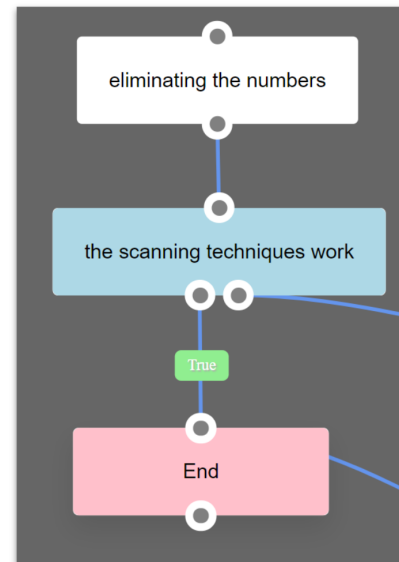 eliminating the numbers
the scanning techniques work
True
End